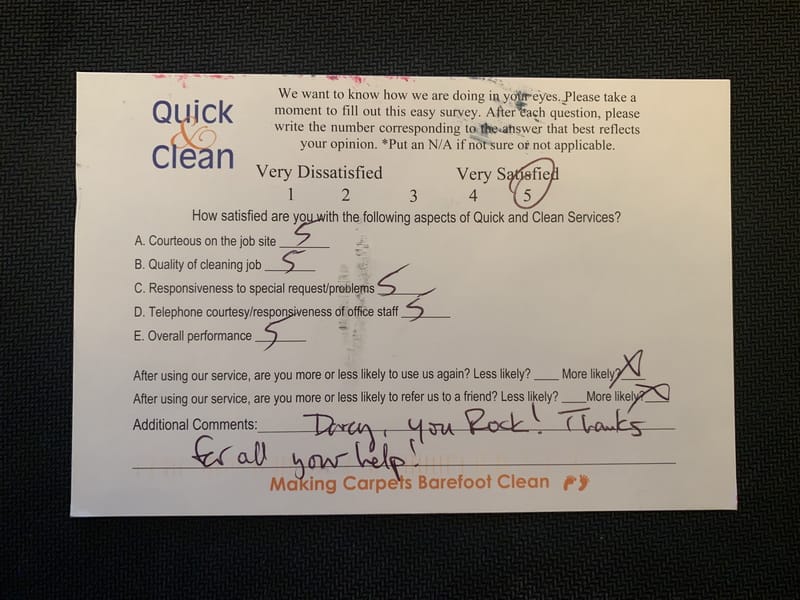 Quick
&
Clean
We want to know how we are doing in your eyes. Please take a
moment to fill out this easy survey. After each question, please
write the number corresponding to the answer that best reflects
your opinion. *Put an N/A if not sure or not applicable.
Very Dissatisfied Very Satisfied
1 2 3 4 5
How satisfied are you with the following aspects of Quick and Clean Services?
A. Courteous on the job site 5
B. Quality of cleaning job 5
C. Responsiveness to special request/problems 5
D. Telephone courtesy/responsiveness of office staff 5
E. Overall performance 5
After using our service, are you more or less likely to use us again? Less likely? ____ More likely? X
After using our service, are you more or less likely to refer us to a friend? Less likely? ____ More likely? X
Additional Comments: Darcy, you Rock! Thanks
for all your help!
Making Carpets Barefoot Clean